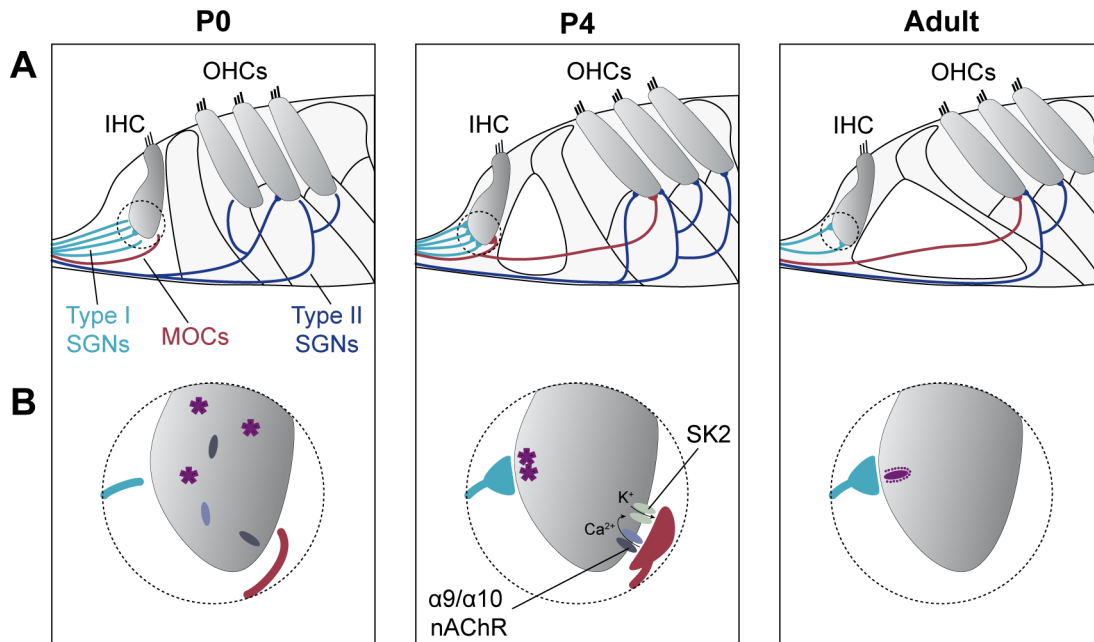 P0
P4
Adult
A
OHCs
IHC
Type I
SGNs
MOCs
Type II
SGNs
OHCs
IHC
OHCs
IHC
B
SK2
K⁺
Ca²⁺
α9/α10
nAChR